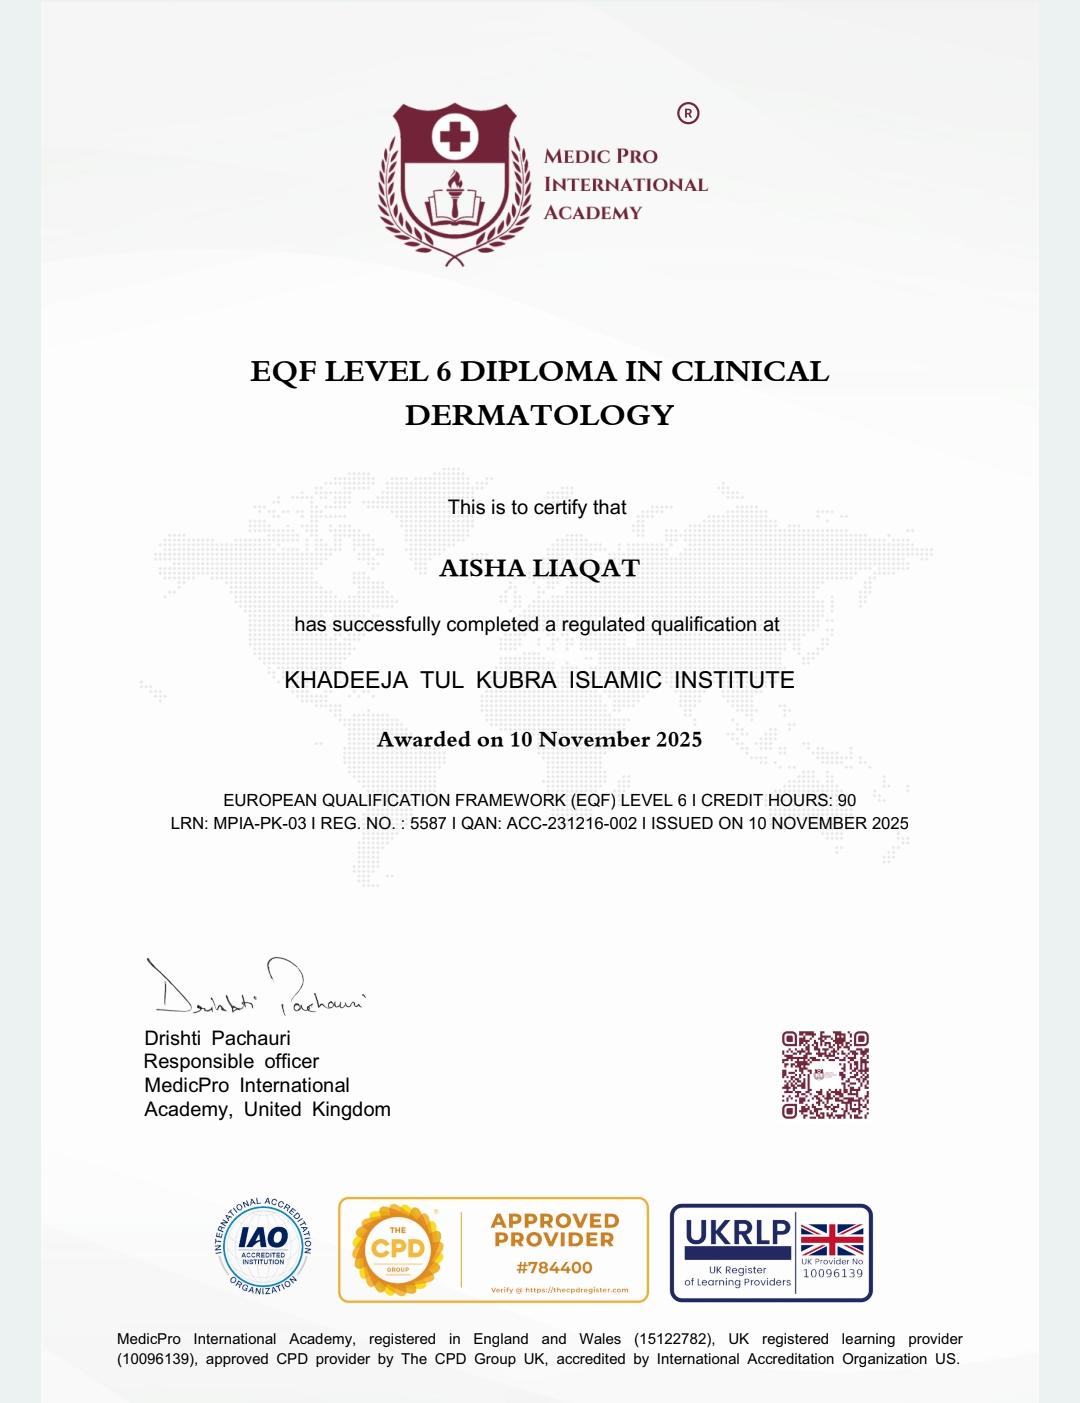 ®
MEDIC PRO
INTERNATIONAL
ACADEMY
EQF LEVEL 6 DIPLOMA IN CLINICAL
DERMATOLOGY
This is to certify that
AISHA LIAQAT
has successfully completed a regulated qualification at
KHADEEJA TUL KUBRA ISLAMIC INSTITUTE
Awarded on 10 November 2025
EUROPEAN QUALIFICATION FRAMEWORK (EQF) LEVEL 6 I CREDIT HOURS: 90
LRN: MPIA-PK-03 I REG. NO. : 5587 I QAN: ACC-231216-002 I ISSUED ON 10 NOVEMBER 2025
Drishti Pachauri
Drishti Pachauri
Responsible officer
MedicPro International
Academy, United Kingdom
INTERNATIONAL ACCREDITATION
IAO
ACCREDITED
INSTITUTION
ORGANIZATION
THE
CPD
GROUP
®
APPROVED
PROVIDER
#784400
Verify @ https://thecpdregister.com
UKRLP
UK Register
of Learning Providers
UK Provider No
10096139
MedicPro International Academy, registered in England and Wales (15122782), UK registered learning provider
(10096139), approved CPD provider by The CPD Group UK, accredited by International Accreditation Organization US.